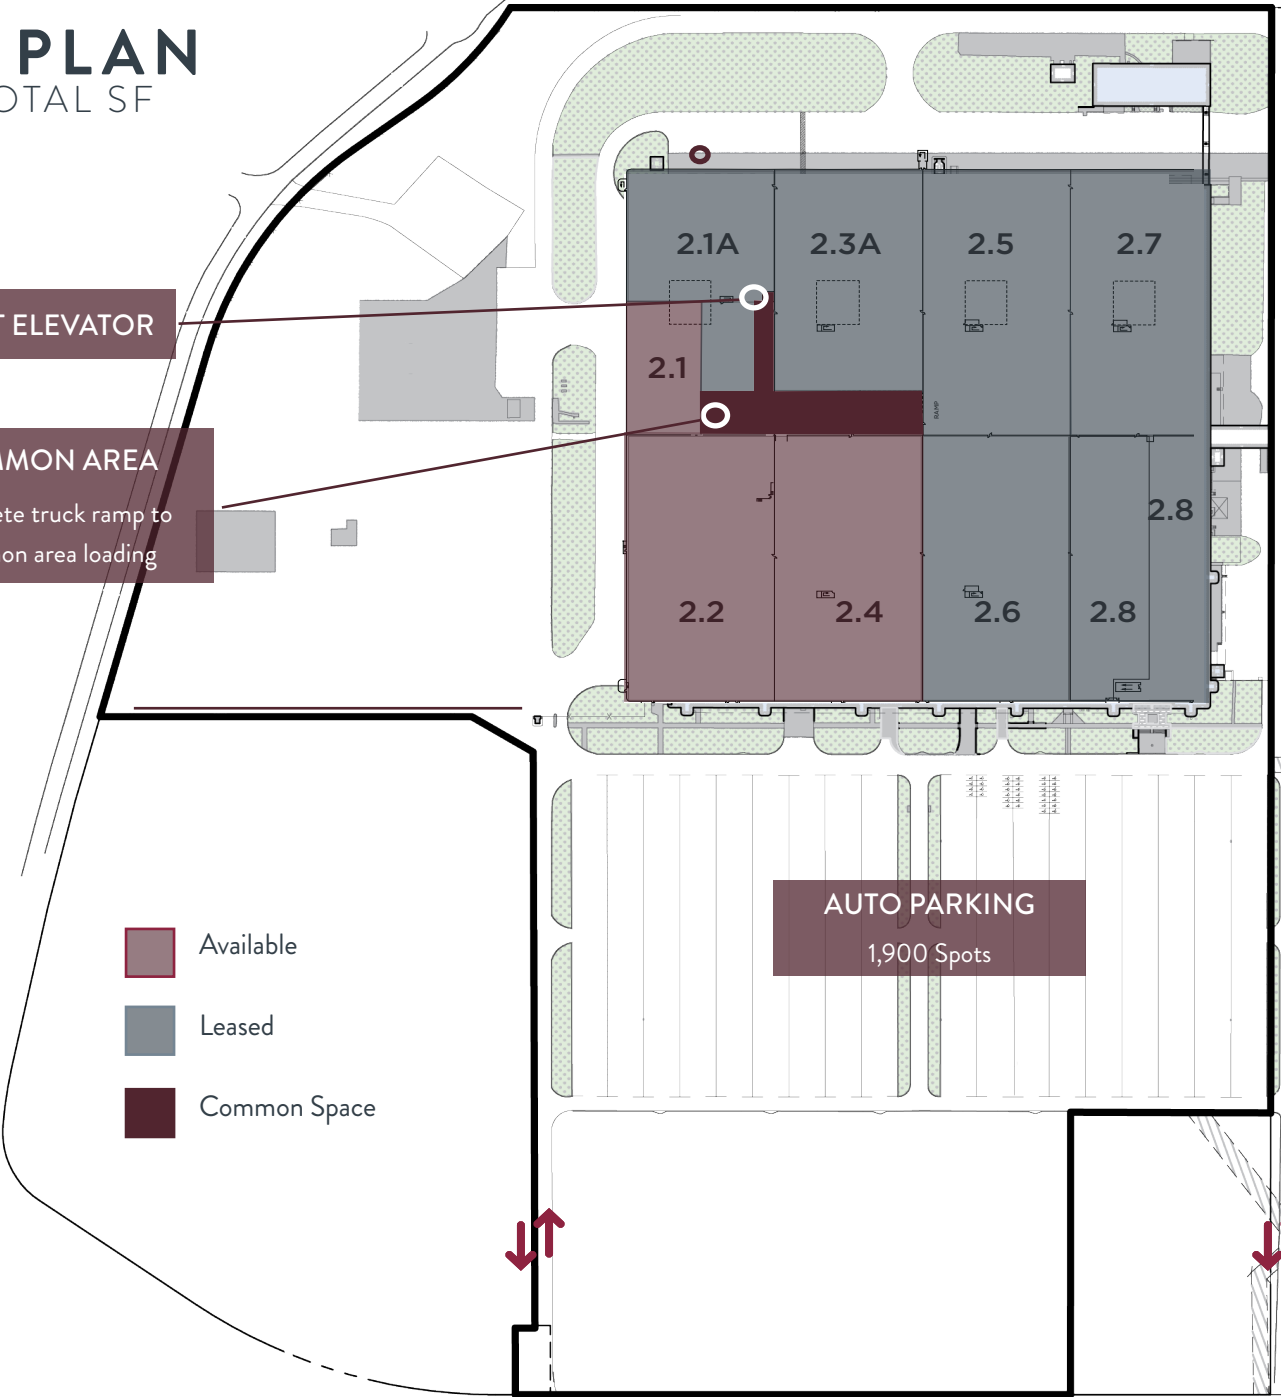 PLAN
OTAL SF
2.1A
2.3A
2.5
2.7
T ELEVATOR
2.1
RAMP
MMON AREA
ete truck ramp to
on area loading
2.8
2.2
2.4
2.6
2.8
AUTO PARKING
1,900 Spots
Available
Leased
Common Space